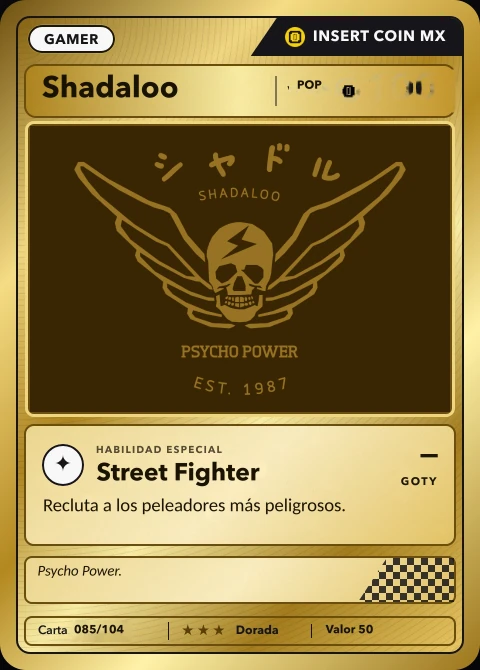 GAMER
INSERT COIN MX
Shadaloo
POP
シャドル
SHADALOO
PSYCHO POWER
EST. 1987
HABILIDAD ESPECIAL
Street Fighter
—
GOTY
Recluta a los peleadores más peligrosos.
Psycho Power.
Carta 085/104 ★★★ Dorada Valor 50